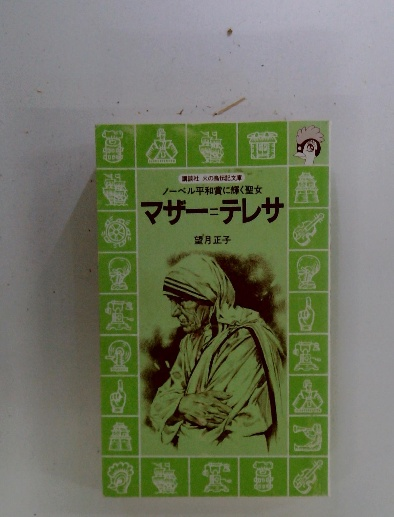 講談社 火の鳥伝記文庫
ノーベル平和賞に輝く聖女
マザー=テレサ
望月正子